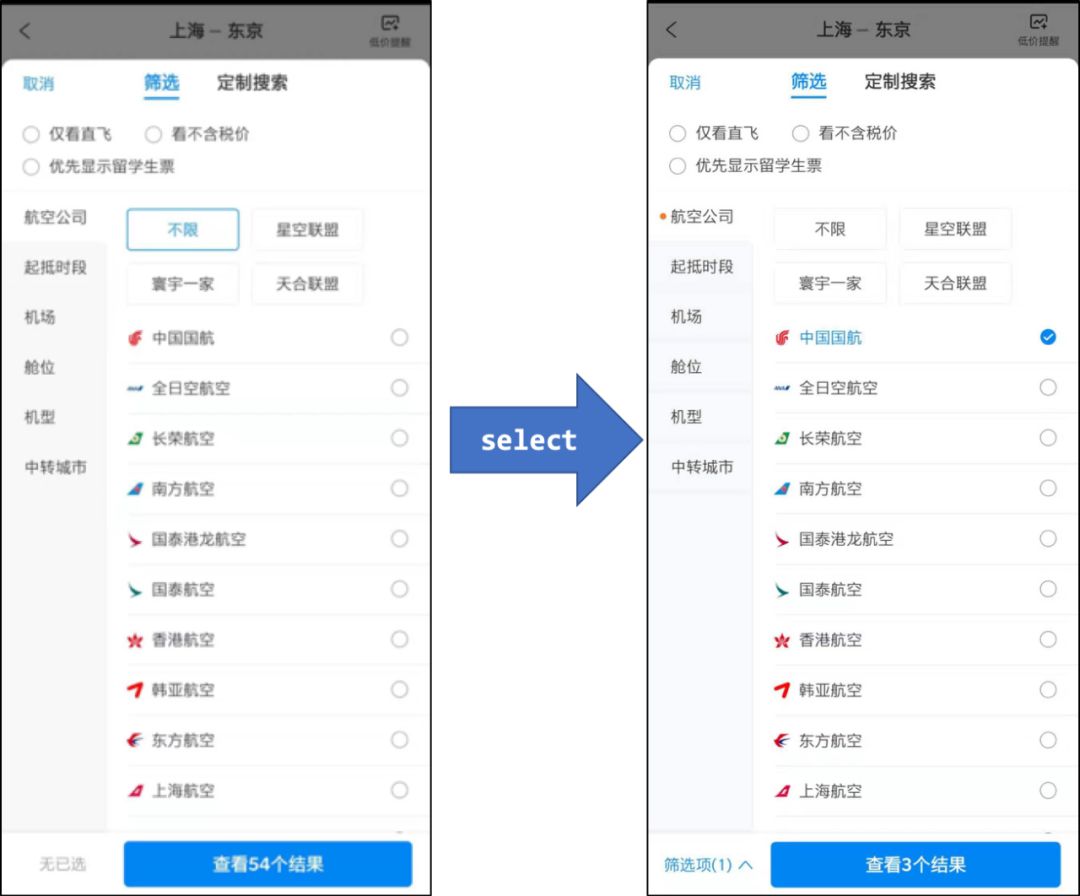 上海 – 东京
低价提醒
取消
筛选
定制搜索
仅看直飞
看不含税价
优先显示留学生票
航空公司
不限
星空联盟
起抵时段
寰宇一家
天合联盟
机场
中国国航
舱位
全日空航空
机型
长荣航空
中转城市
南方航空
国泰港龙航空
国泰航空
香港航空
韩亚航空
东方航空
上海航空
无已选
查看54个结果
select
上海 – 东京
低价提醒
取消
筛选
定制搜索
仅看直飞
看不含税价
优先显示留学生票
航空公司
不限
星空联盟
起抵时段
寰宇一家
天合联盟
机场
中国国航
舱位
全日空航空
机型
长荣航空
中转城市
南方航空
国泰港龙航空
国泰航空
香港航空
韩亚航空
东方航空
上海航空
筛选项(1)
查看3个结果